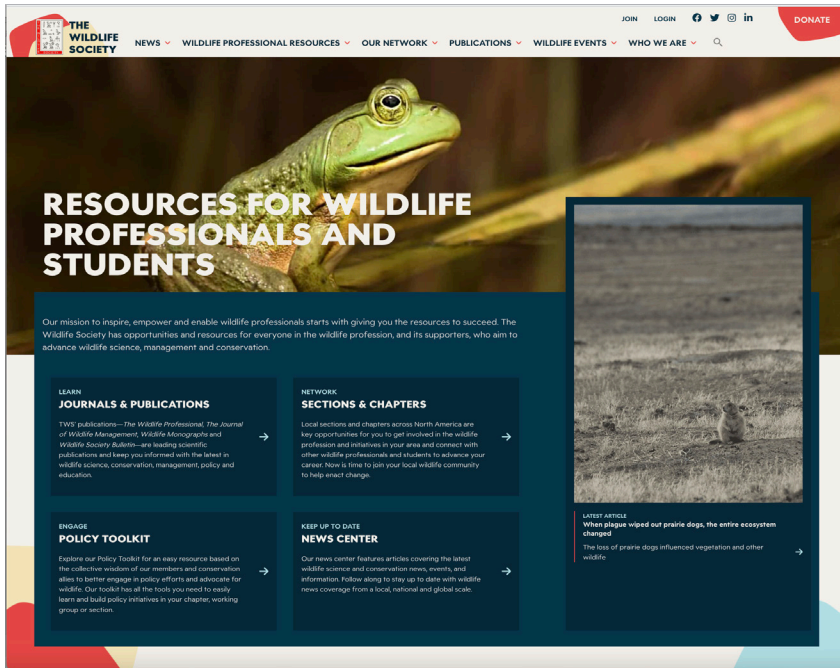 THE
WILDLIFE
SOCIETY
JOIN
LOGIN
DONATE
NEWS
WILDLIFE PROFESSIONAL RESOURCES
OUR NETWORK
PUBLICATIONS
WILDLIFE EVENTS
WHO WE ARE
RESOURCES FOR WILDLIFE
PROFESSIONALS AND
STUDENTS
Our mission to inspire, empower and enable wildlife professionals starts with giving you the resources to succeed. The
Wildlife Society has opportunities and resources for everyone in the wildlife profession, and its supporters, who aim to
advance wildlife science, management and conservation.
LEARN
JOURNALS & PUBLICATIONS
TWS' publications—The Wildlife Professional, The Journal
of Wildlife Management, Wildlife Monographs and
Wildlife Society Bulletin—are leading scientific
publications and keep you informed with the latest in
wildlife science, conservation, management, policy and
education.
NETWORK
SECTIONS & CHAPTERS
Local sections and chapters across North America are
key opportunities for you to get involved in the wildlife
profession and initiatives in your area and connect with
other wildlife professionals and students to advance your
career. Now is time to join your local wildlife community
to help enact change.
ENGAGE
POLICY TOOLKIT
Explore our Policy Toolkit for an easy resource based on
the collective wisdom of our members and conservation
allies to better engage in policy efforts and advocate for
wildlife. Our toolkit has all the tools you need to easily
learn and build policy initiatives in your chapter, working
group or section.
KEEP UP TO DATE
NEWS CENTER
Our news center features articles covering the latest
wildlife science and conservation news, events, and
information. Follow along to stay up to date with wildlife
news coverage from a local, national and global scale.
LATEST ARTICLE
When plague wiped out prairie dogs, the entire ecosystem
changed
The loss of prairie dogs influenced vegetation and other
wildlife